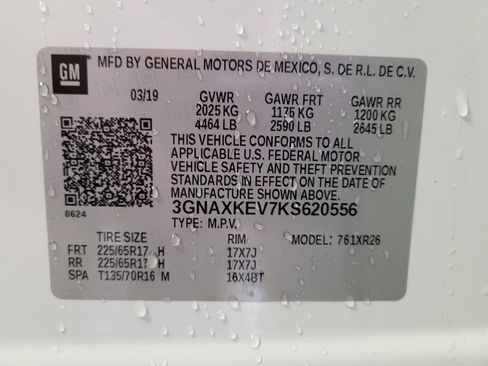 GM
MFD BY GENERAL MOTORS DE MEXICO, S. DE R.L. DE C.V.
03/19 GVWR GAWR FRT GAWR RR
2025 KG 1175 KG 1200 KG
4464 LB 2590 LB 2645 LB
THIS VEHICLE CONFORMS TO ALL
APPLICABLE U.S. FEDERAL MOTOR
VEHICLE SAFETY AND THEFT PREVENTION
STANDARDS IN EFFECT ON THE DATE OF
MANUFACTURE SHOWN ABOVE.
8624 3GNAXKEV7KS620556
TYPE: M.P.V. MODEL: 761XR26
TIRE SIZE RIM
FRT 225/65R17 H 17X7J
RR 225/65R17 H 17X7J
SPA T135/70R16 M 16X4BT